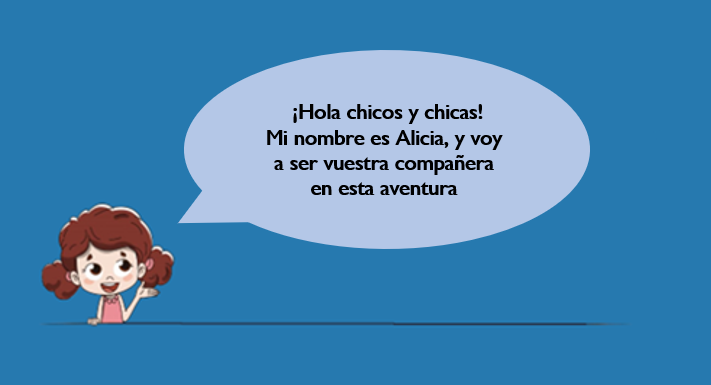 ¡Hola chicos y chicas!
Mi nombre es Alicia, y voy
a ser vuestra compañera
en esta aventura